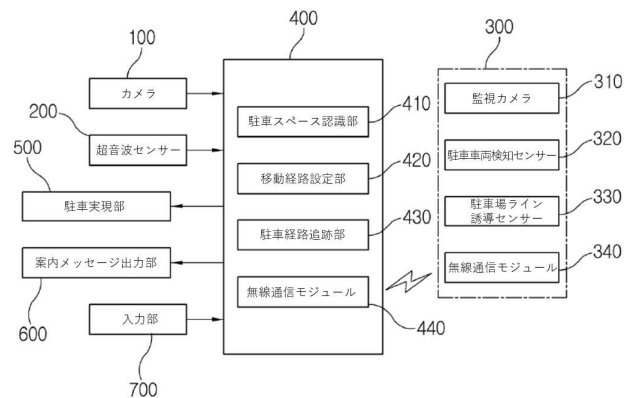 100
カメラ
200
超音波センサー
500
駐車実現部
案内メッセージ出力部
600
入力部
700
400
駐車スペース認識部
410
移動経路設定部
420
駐車経路追跡部
430
無線通信モジュール
440
300
監視カメラ
310
駐車車両検知センサー
320
駐車場ライン
誘導センサー
330
無線通信モジュール
340